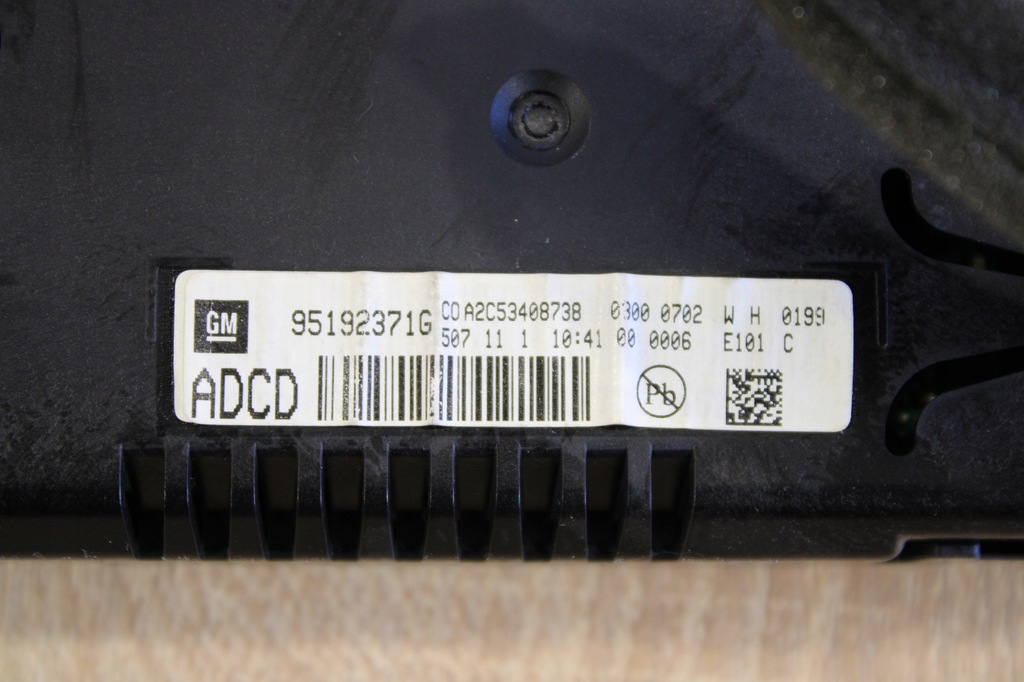 GM
95192371G
ADCD
CO A2C53408738 0300 0702 W H 0199
507 11 1 10:41 00 0006 E101 C
Pb